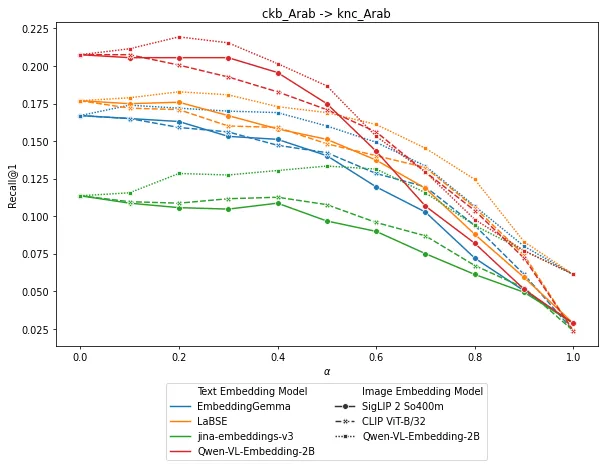 ckb_Arab -> knc_Arab
Recall@1
0.225
0.200
0.175
0.150
0.125
0.100
0.075
0.050
0.025
0.0 0.2 0.4 0.6 0.8 1.0
α
Text Embedding Model Image Embedding Model
EmbeddingGemma SigLIP 2 So400m
LaBSE CLIP ViT-B/32
jina-embeddings-v3 Qwen-VL-Embedding-2B
Qwen-VL-Embedding-2B